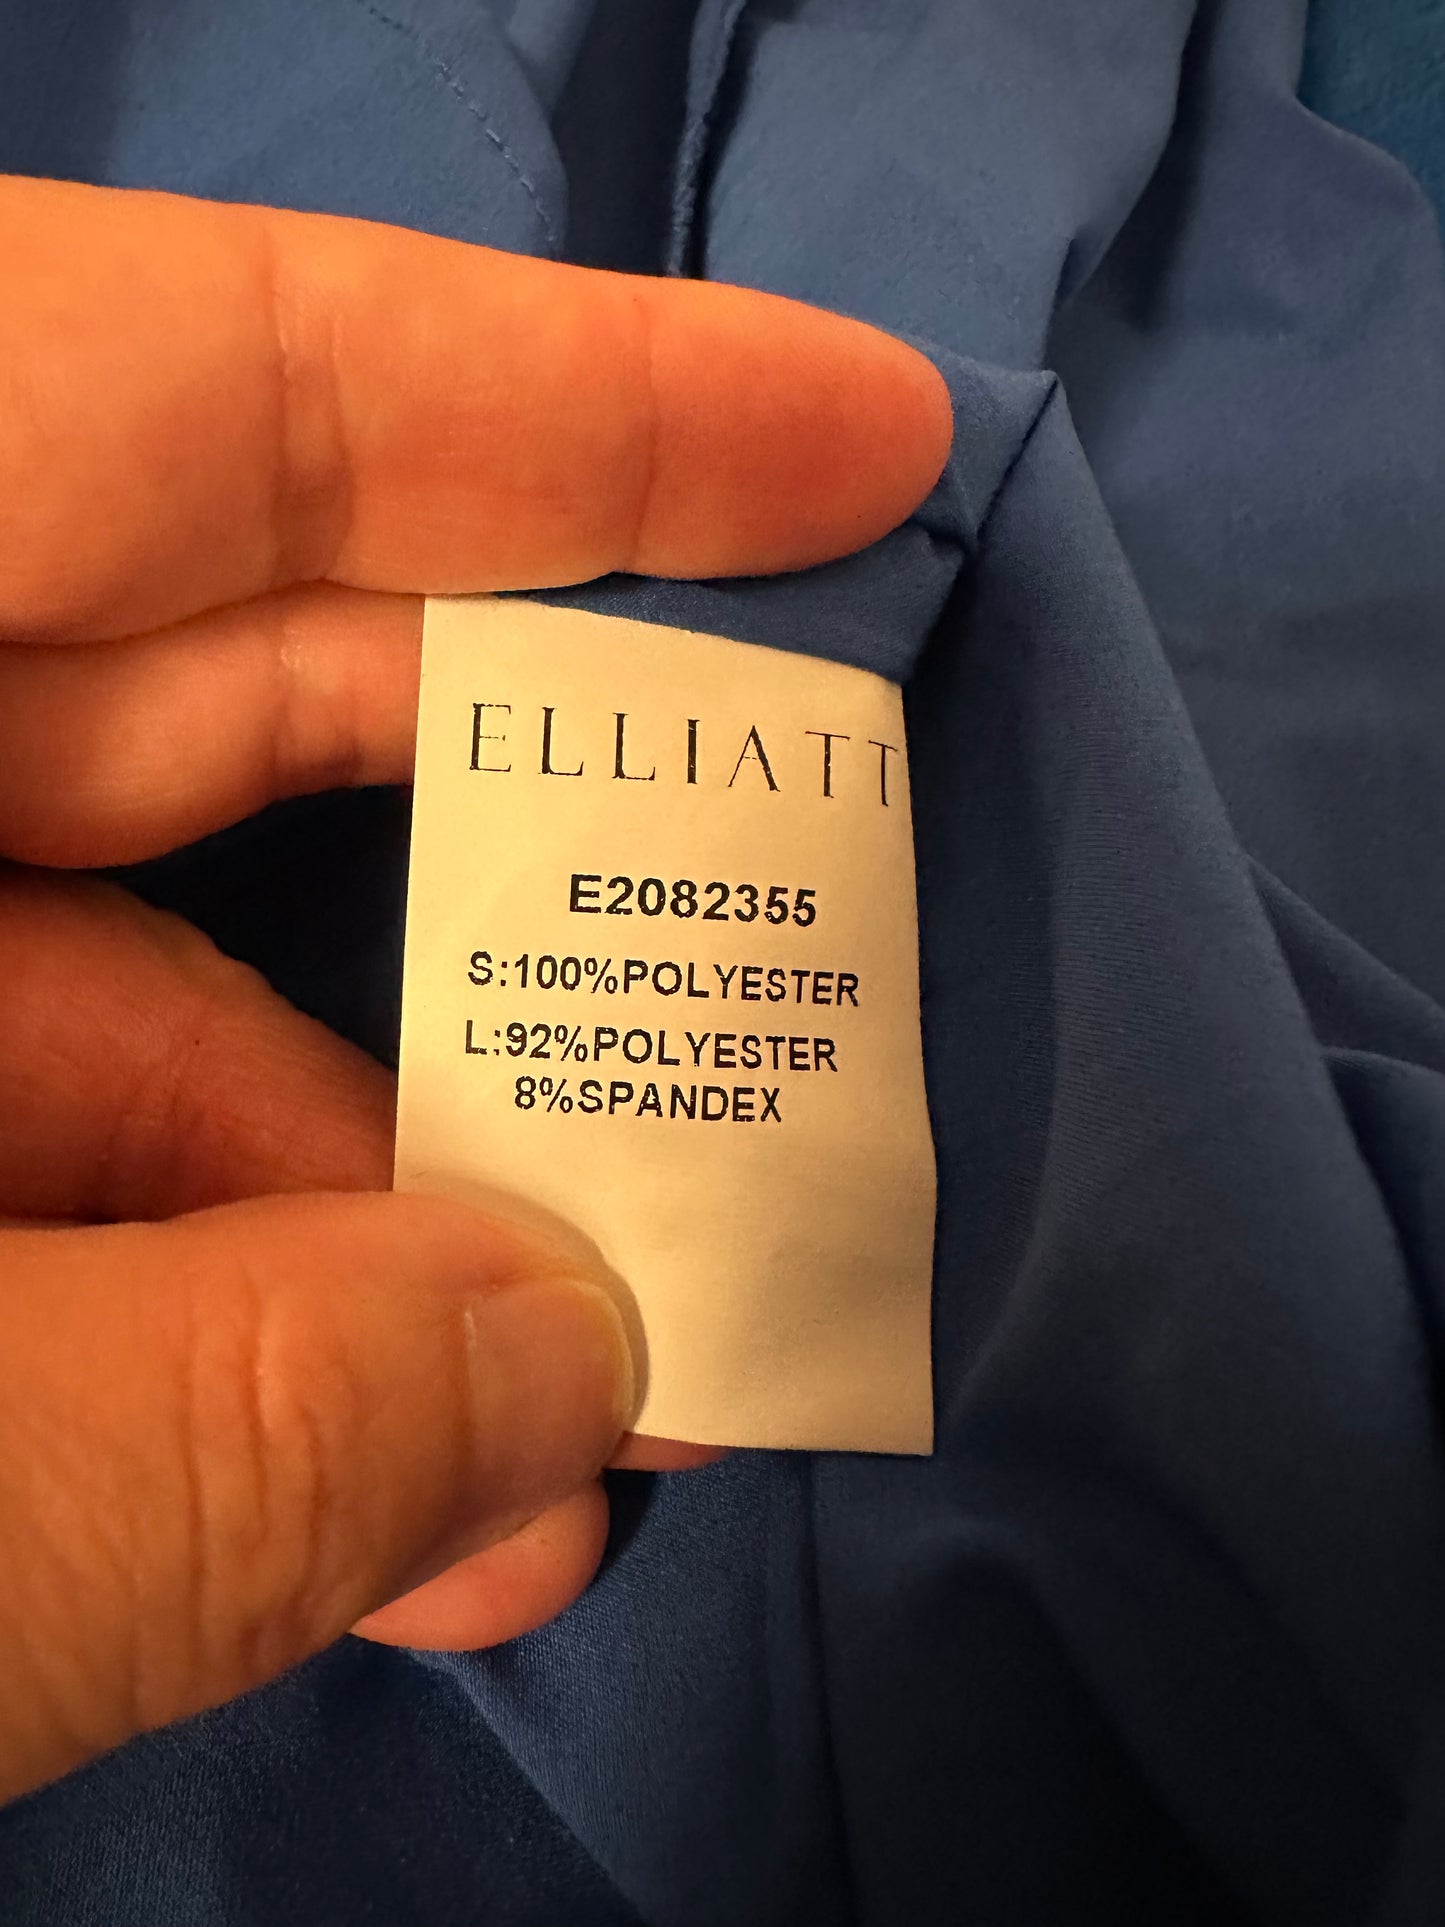 ELLIATT
E2082355
S:100%POLYESTER
L:92%POLYESTER
8%SPANDEX